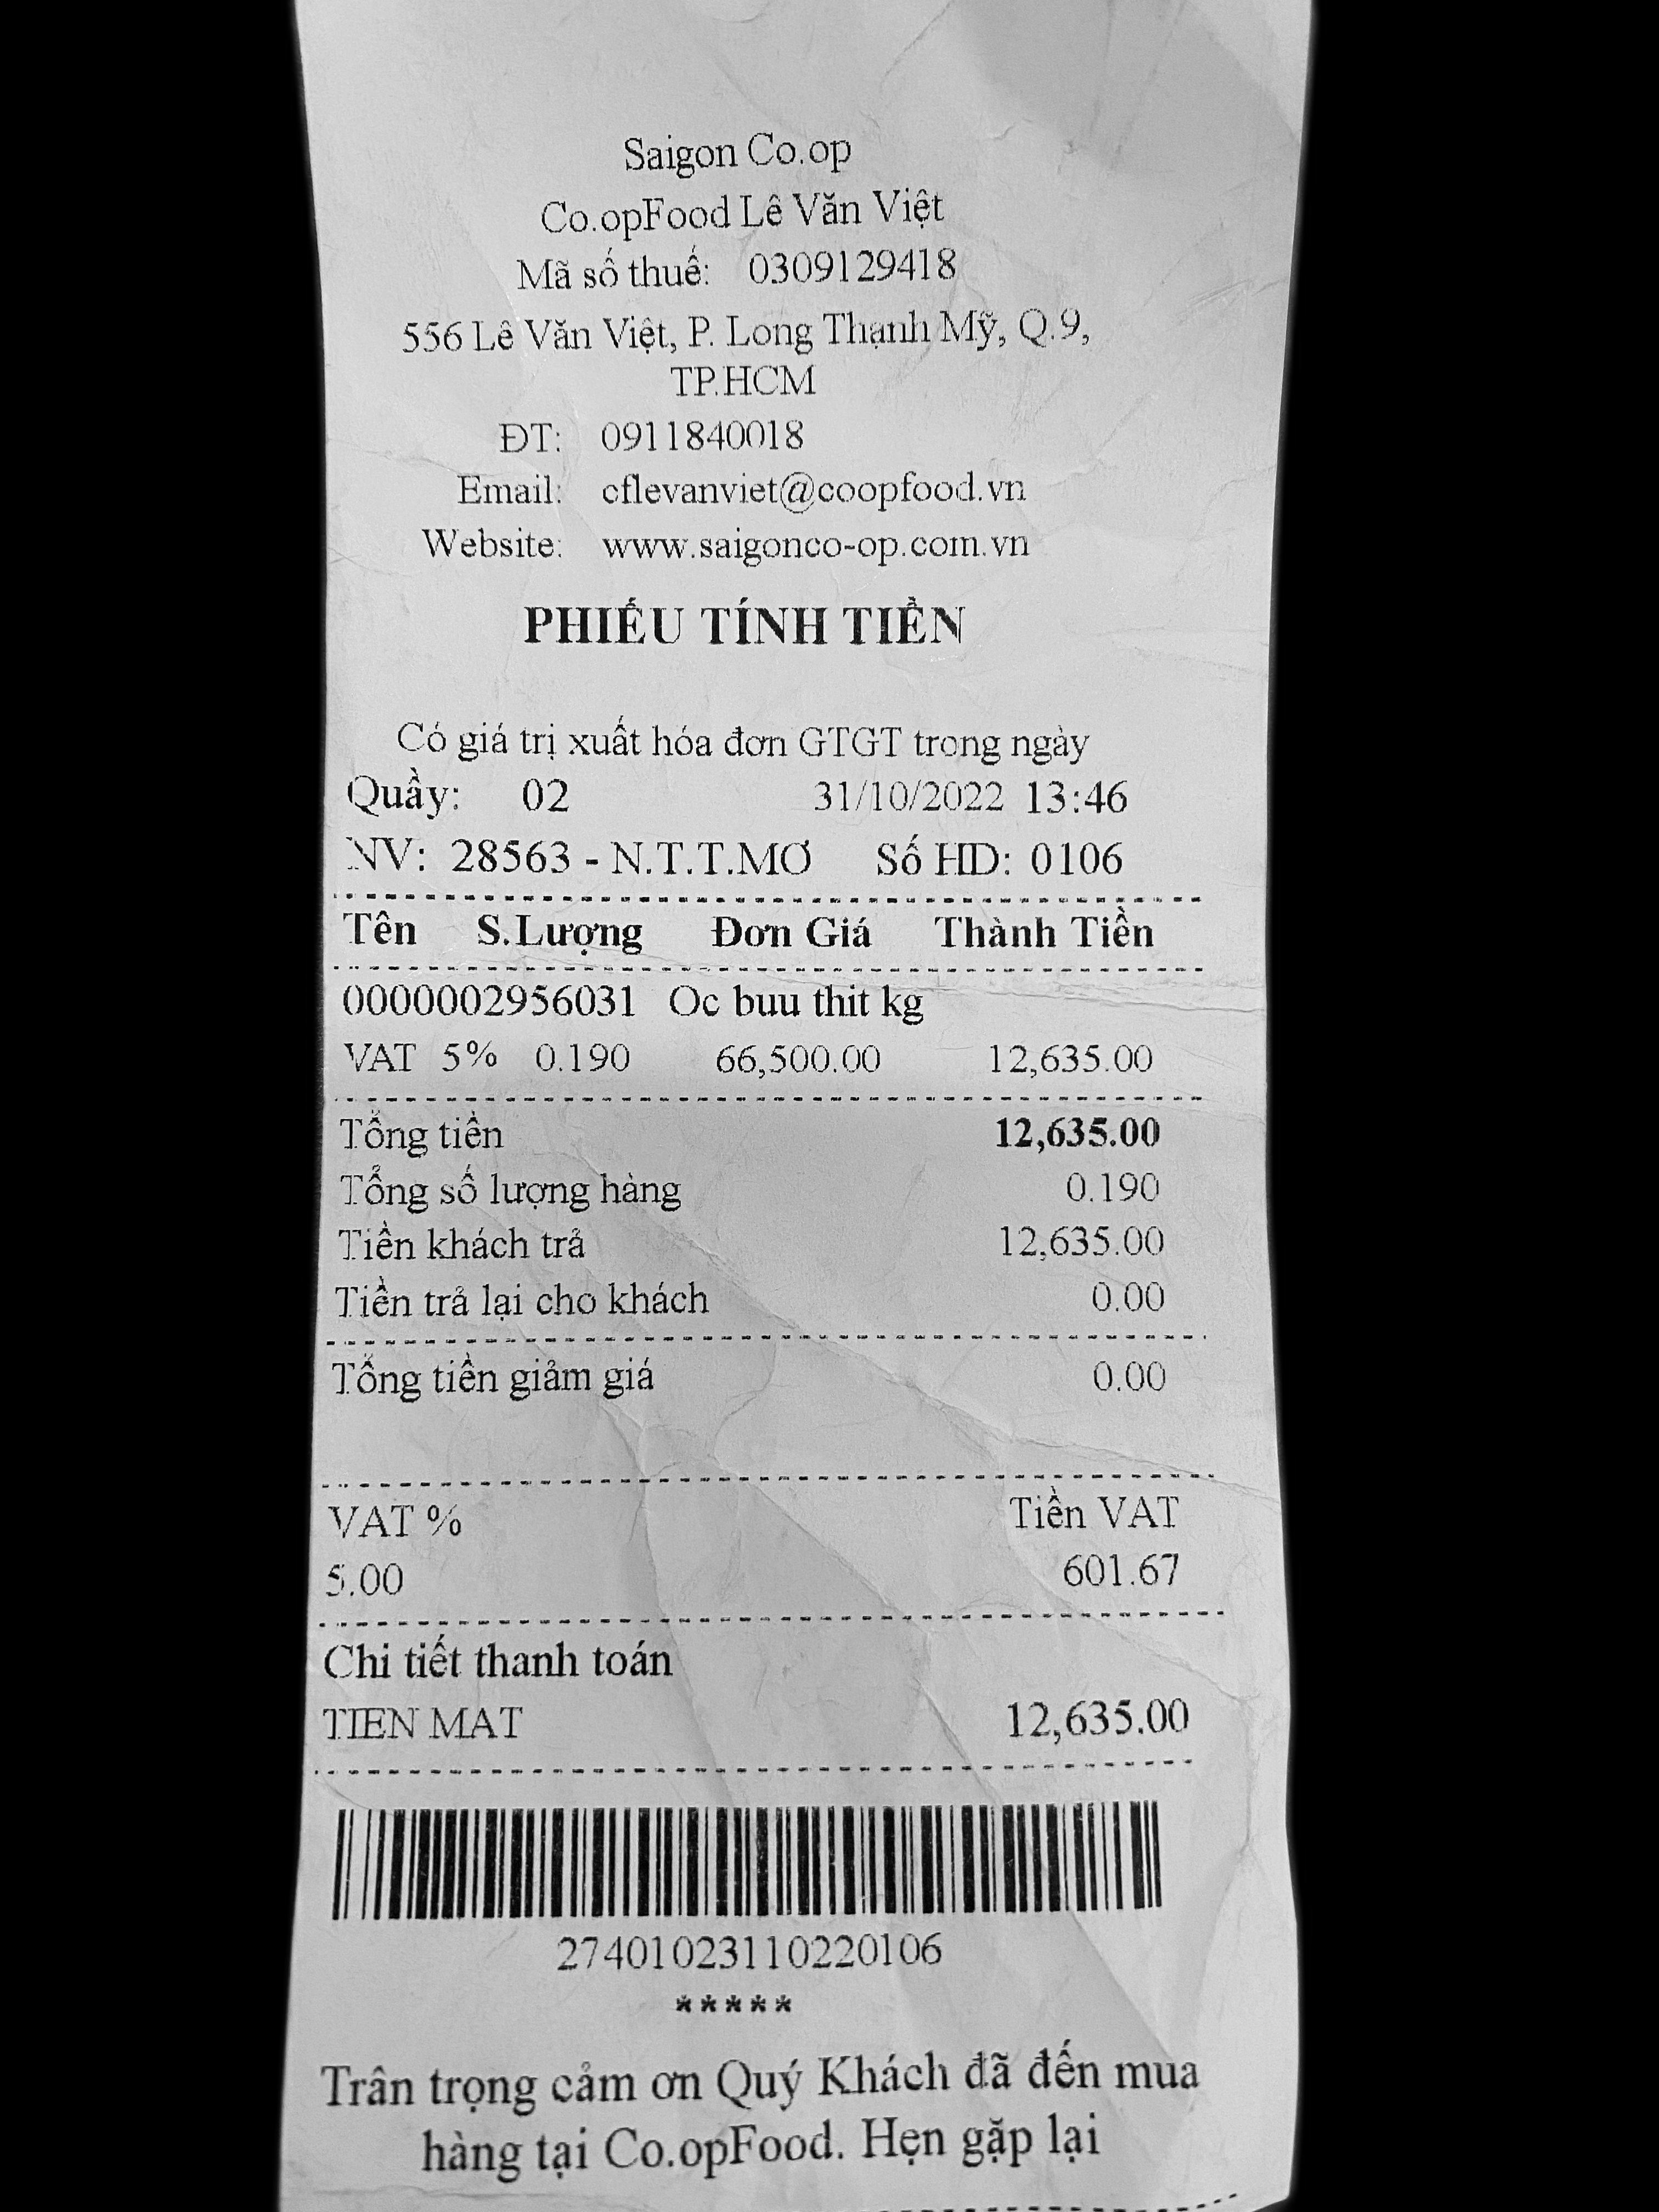 Saigon Co.op
Co.opFood Lê Văn Việt
Mã số thuế: 0309129418
556 Lê Văn Việt, P. Long Thạnh Mỹ, Q.9,
TP.HCM
ĐT: 0911840018
Email: cflevanviet@coopfood.vn
Website: www.saigonco-op.com.vn
PHIẾU TÍNH TIỀN
Có giá trị xuất hóa đơn GTGT trong ngày
Quầy: 02 31/10/2022 13:46
NV: 28563 - N.T.T.MƠ Số HD: 0106
Tên S.Lượng Đơn Giá Thành Tiền
0000002956031 Oc buu thit kg
VAT 5% 0.190 66,500.00 12,635.00
Tổng tiền 12,635.00
Tổng số lượng hàng 0.190
Tiền khách trả 12,635.00
Tiền trả lại cho khách 0.00
Tổng tiền giảm giá 0.00
VAT % Tiền VAT
5.00 601.67
Chi tiết thanh toán
TIEN MAT 12,635.00
27401023110220106
*****
Trân trọng cảm ơn Quý Khách đã đến mua
hàng tại Co.opFood. Hẹn gặp lại